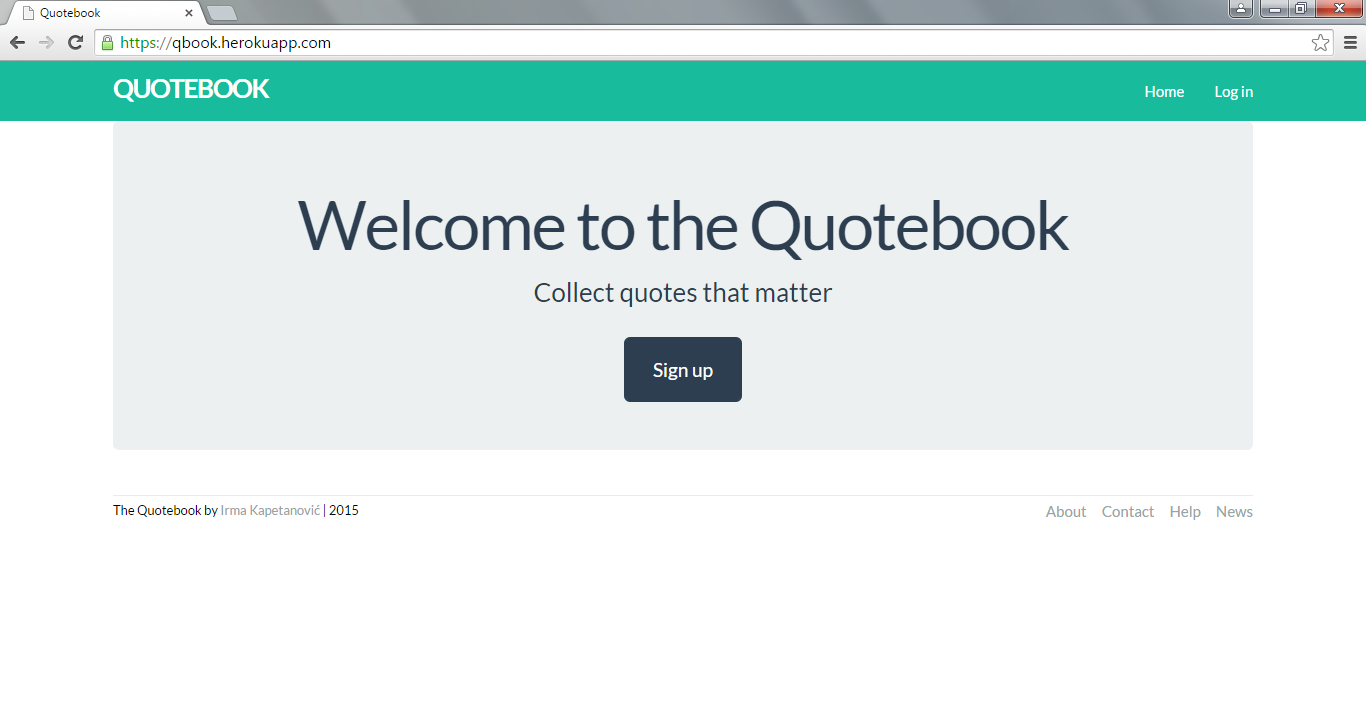 Quotebook
https://qbook.herokuapp.com
QUOTEBOOK
Home Log in
Welcome to the Quotebook
Collect quotes that matter
Sign up
The Quotebook by Irma Kapetanović | 2015
About Contact Help News